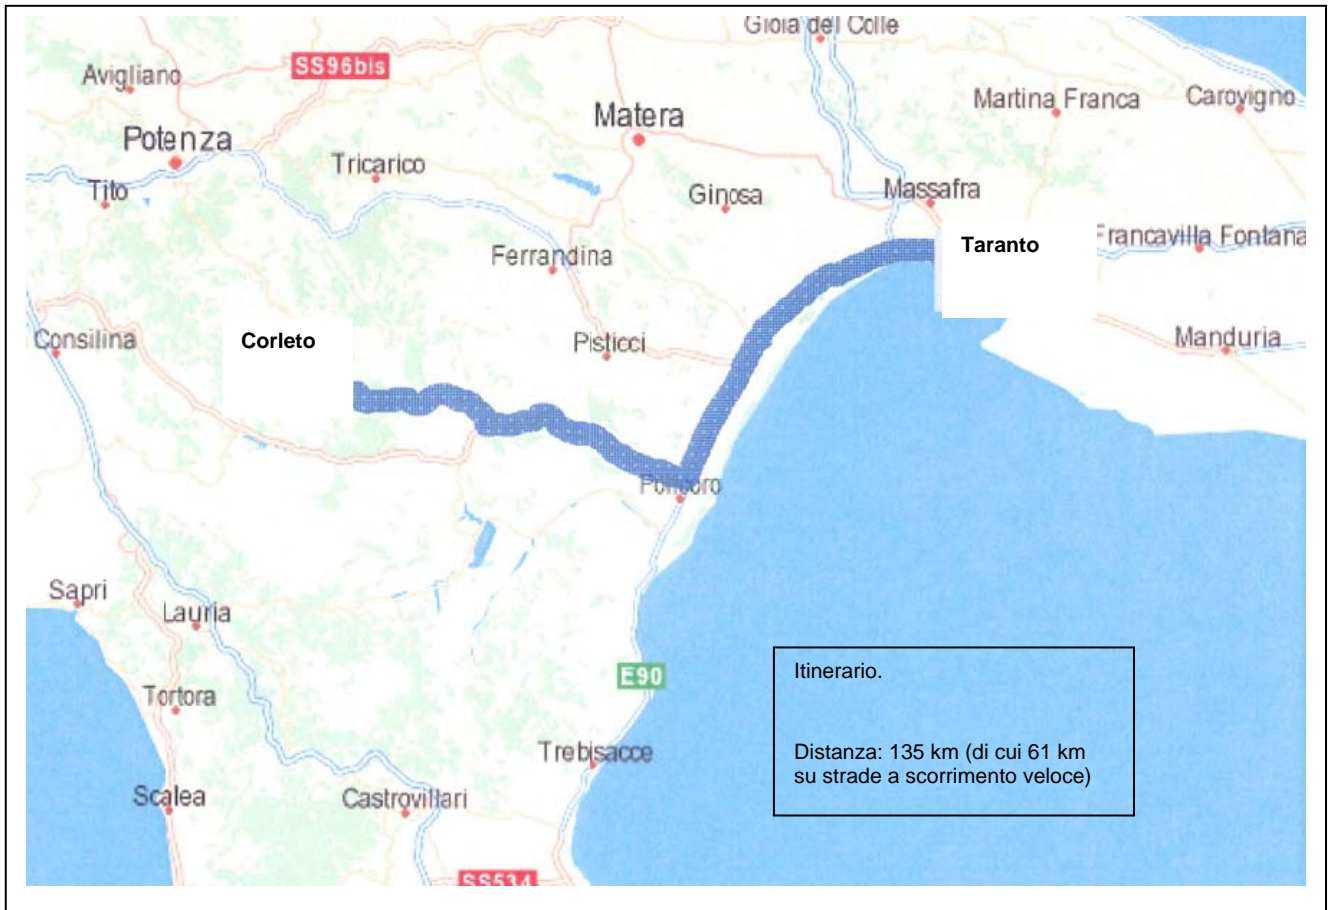 Gioia del Colle
Avigliano
SS96bis
Martina Franca
Carovigno
Matera
Potenza
Tricarico
Tito
Ginosa
Massafra
Ferrandina
Taranto
Francavilla Fontana
Consilina
Corleto
Pisticci
Manduria
Policoro
Sapri
Lauria
E90
Itinerario.
Tortora
Trebisacce
Distanza: 135 km (di cui 61 km
su strade a scorrimento veloce)
Scalea
Castrovillari
SS534